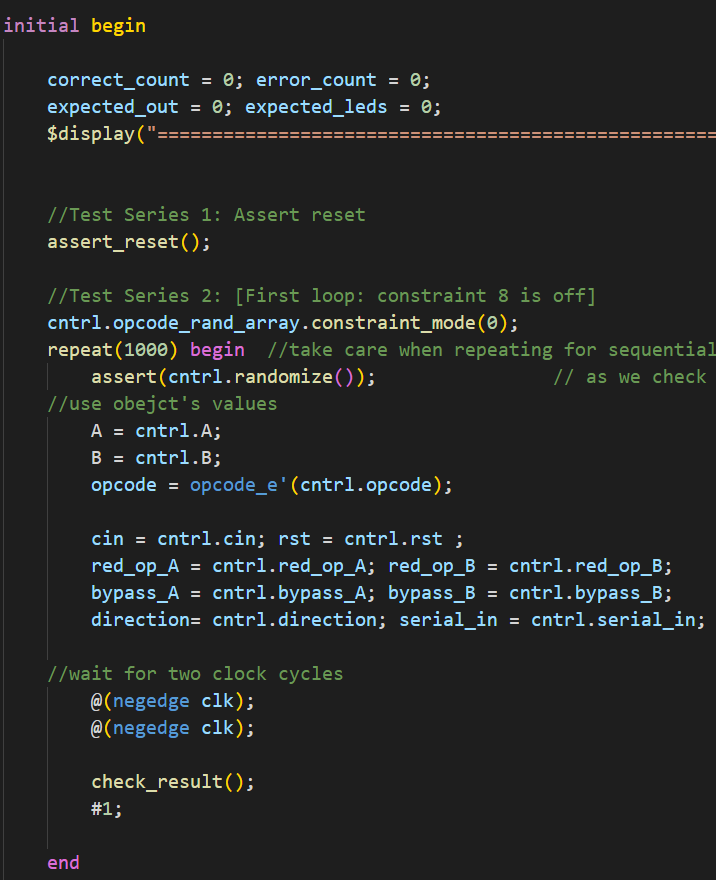 initial begin
correct_count = 0; error_count = 0;
expected_out = 0; expected_leds = 0;
$display("====================================================
//Test Series 1: Assert reset
assert_reset();
//Test Series 2: [First loop: constraint 8 is off]
cntrl.opcode_rand_array.constraint_mode(0);
repeat(1000) begin  //take care when repeating for sequential
assert(cntrl.randomize());                 // as we check
//use obejct's values
A = cntrl.A;
B = cntrl.B;
opcode = opcode_e'(cntrl.opcode);
cin = cntrl.cin; rst = cntrl.rst ;
red_op_A = cntrl.red_op_A; red_op_B = cntrl.red_op_B;
bypass_A = cntrl.bypass_A; bypass_B = cntrl.bypass_B;
direction= cntrl.direction; serial_in = cntrl.serial_in;
//wait for two clock cycles
@(negedge clk);
@(negedge clk);
check_result();
#1;
end